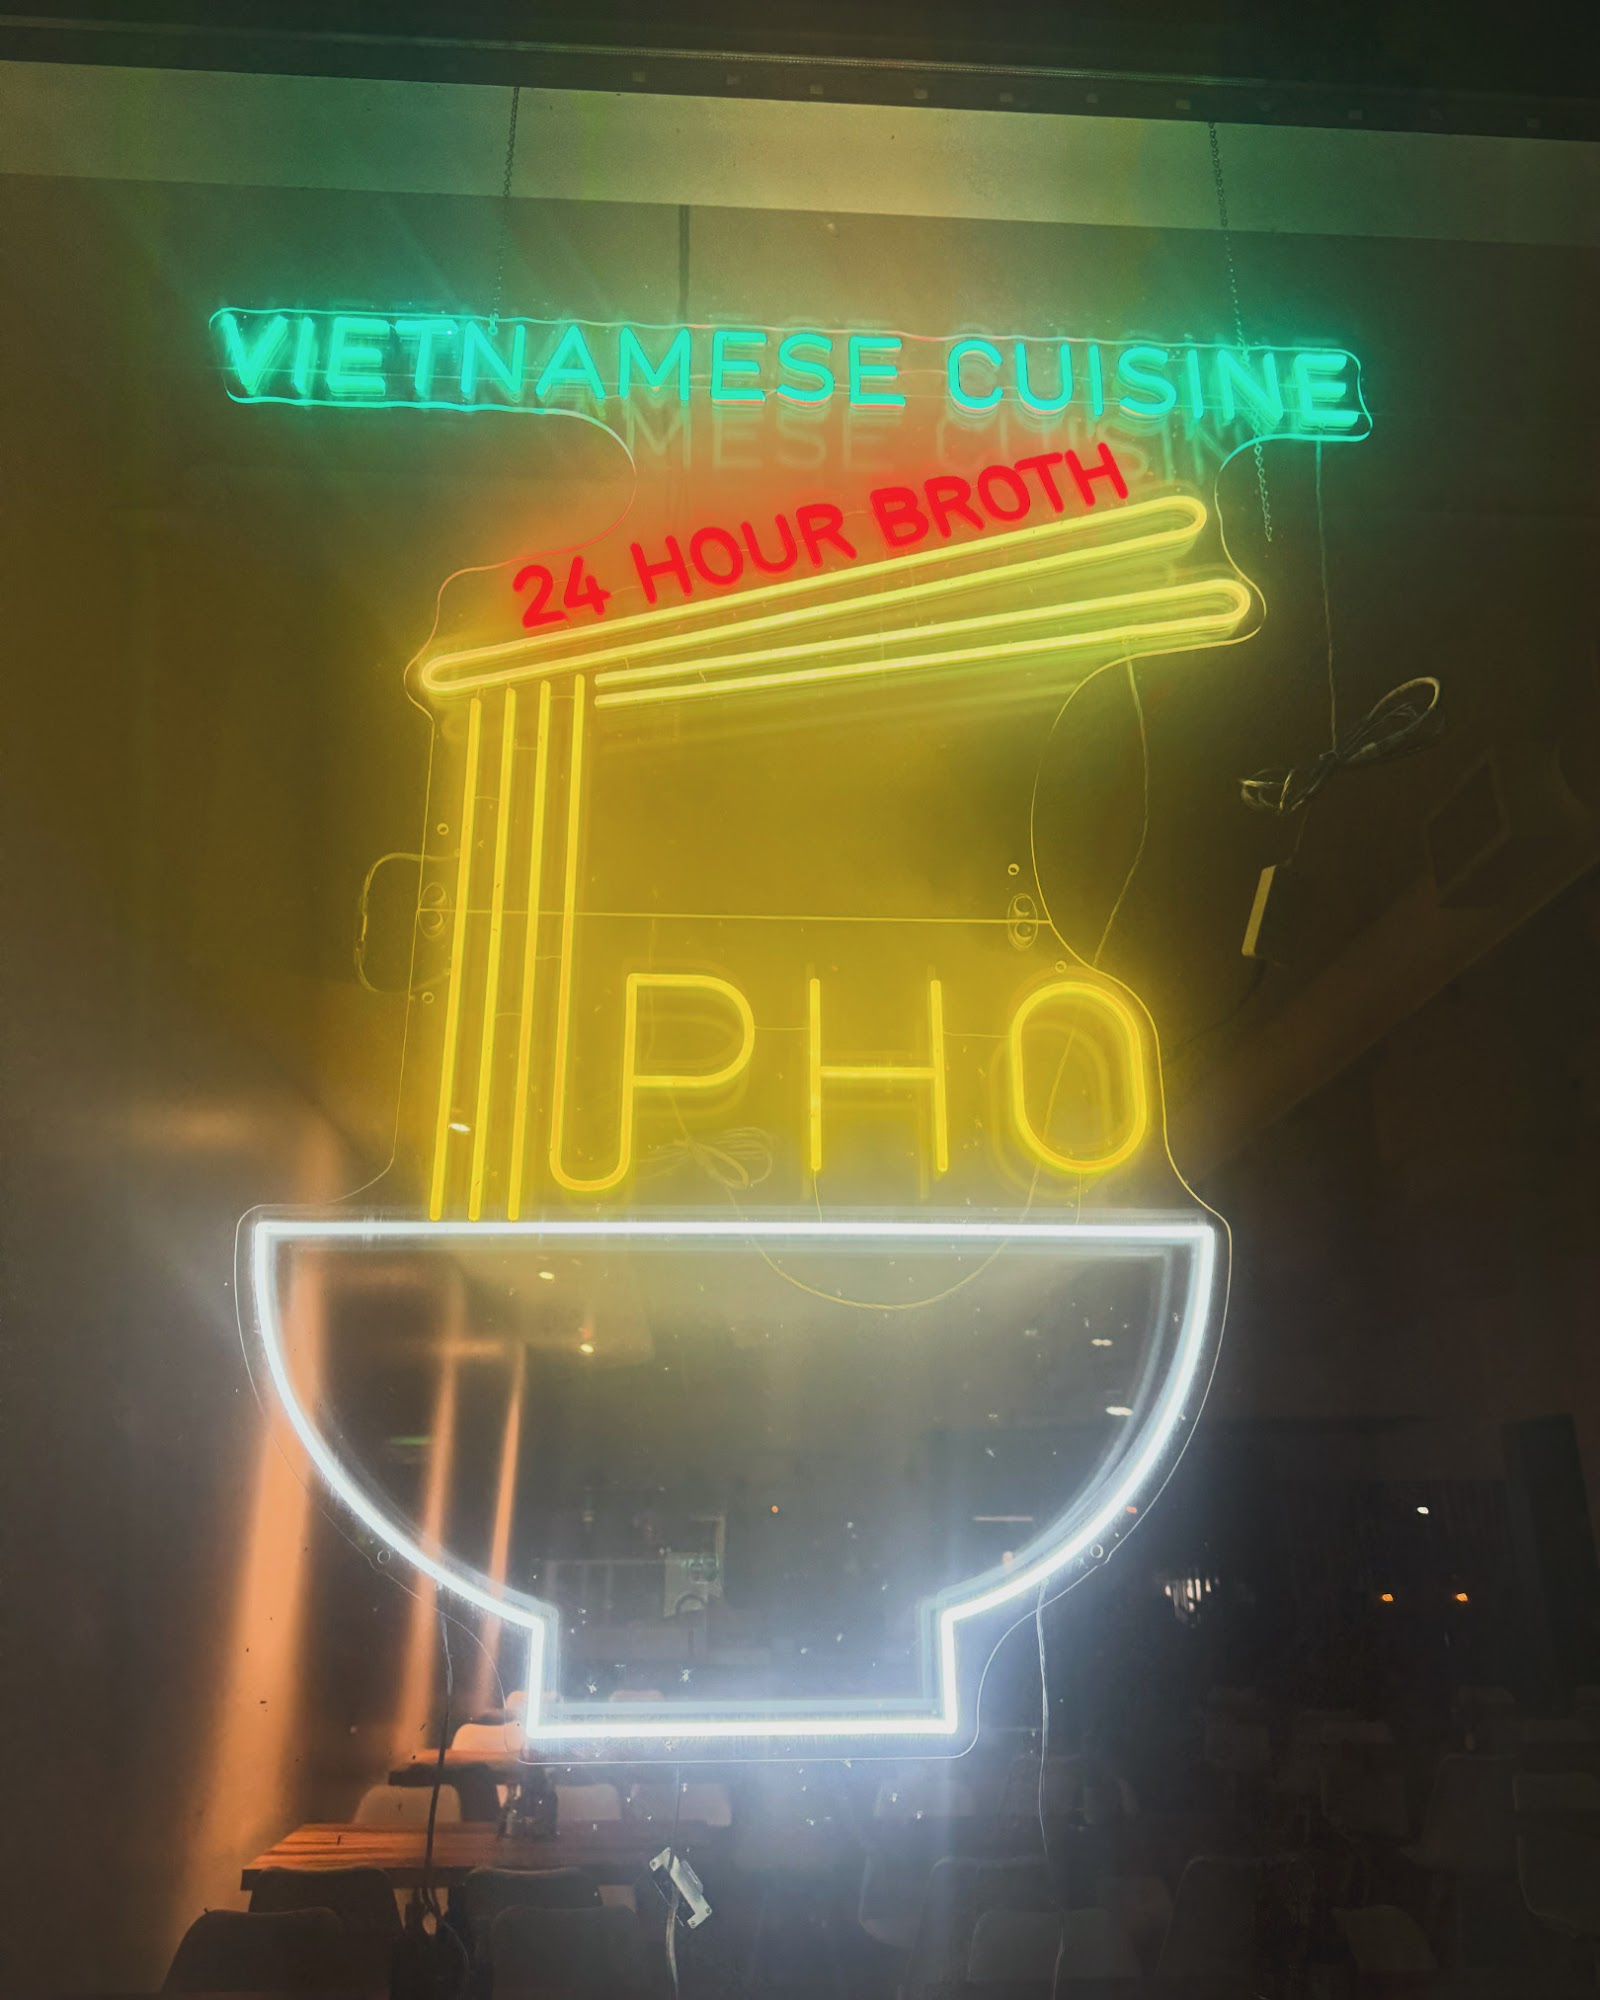 VIETNAMESE CUISINE
24 HOUR BROTH
PHO